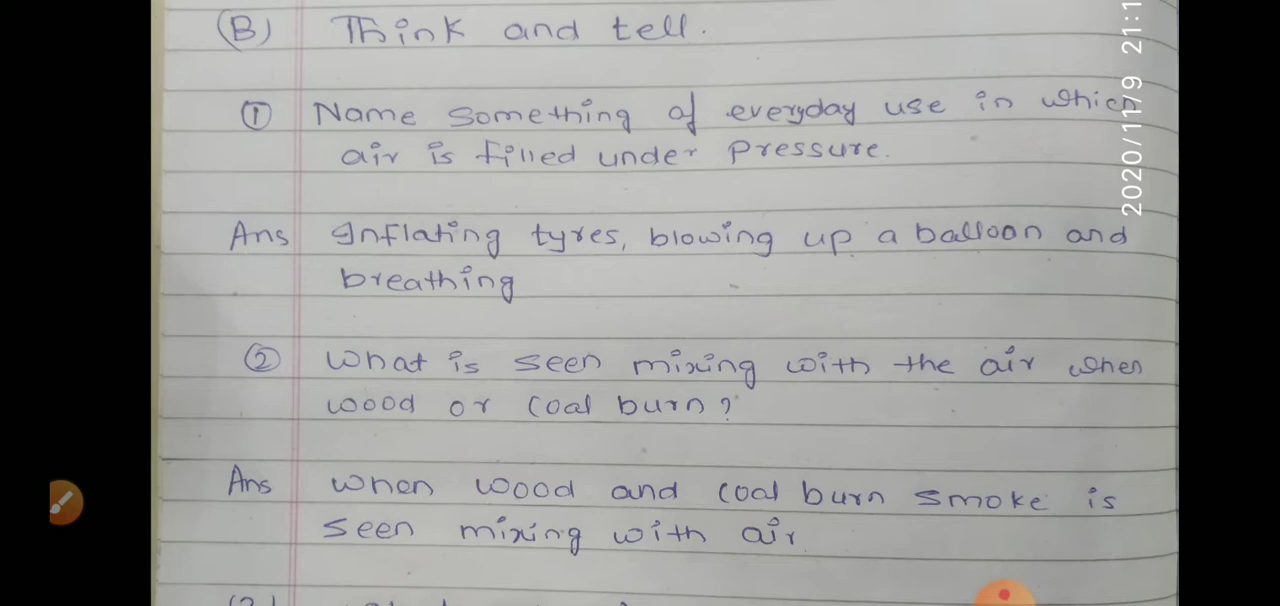 (B) Think and tell.
① Name something of everyday use in which
air is filled under pressure.
Ans Inflating tyres, blowing up a balloon and
breathing
② What is seen mixing with the air when
wood or coal burn?
Ans when wood and coal burn smoke is
seen mixing with air
2020/11/9 21:1